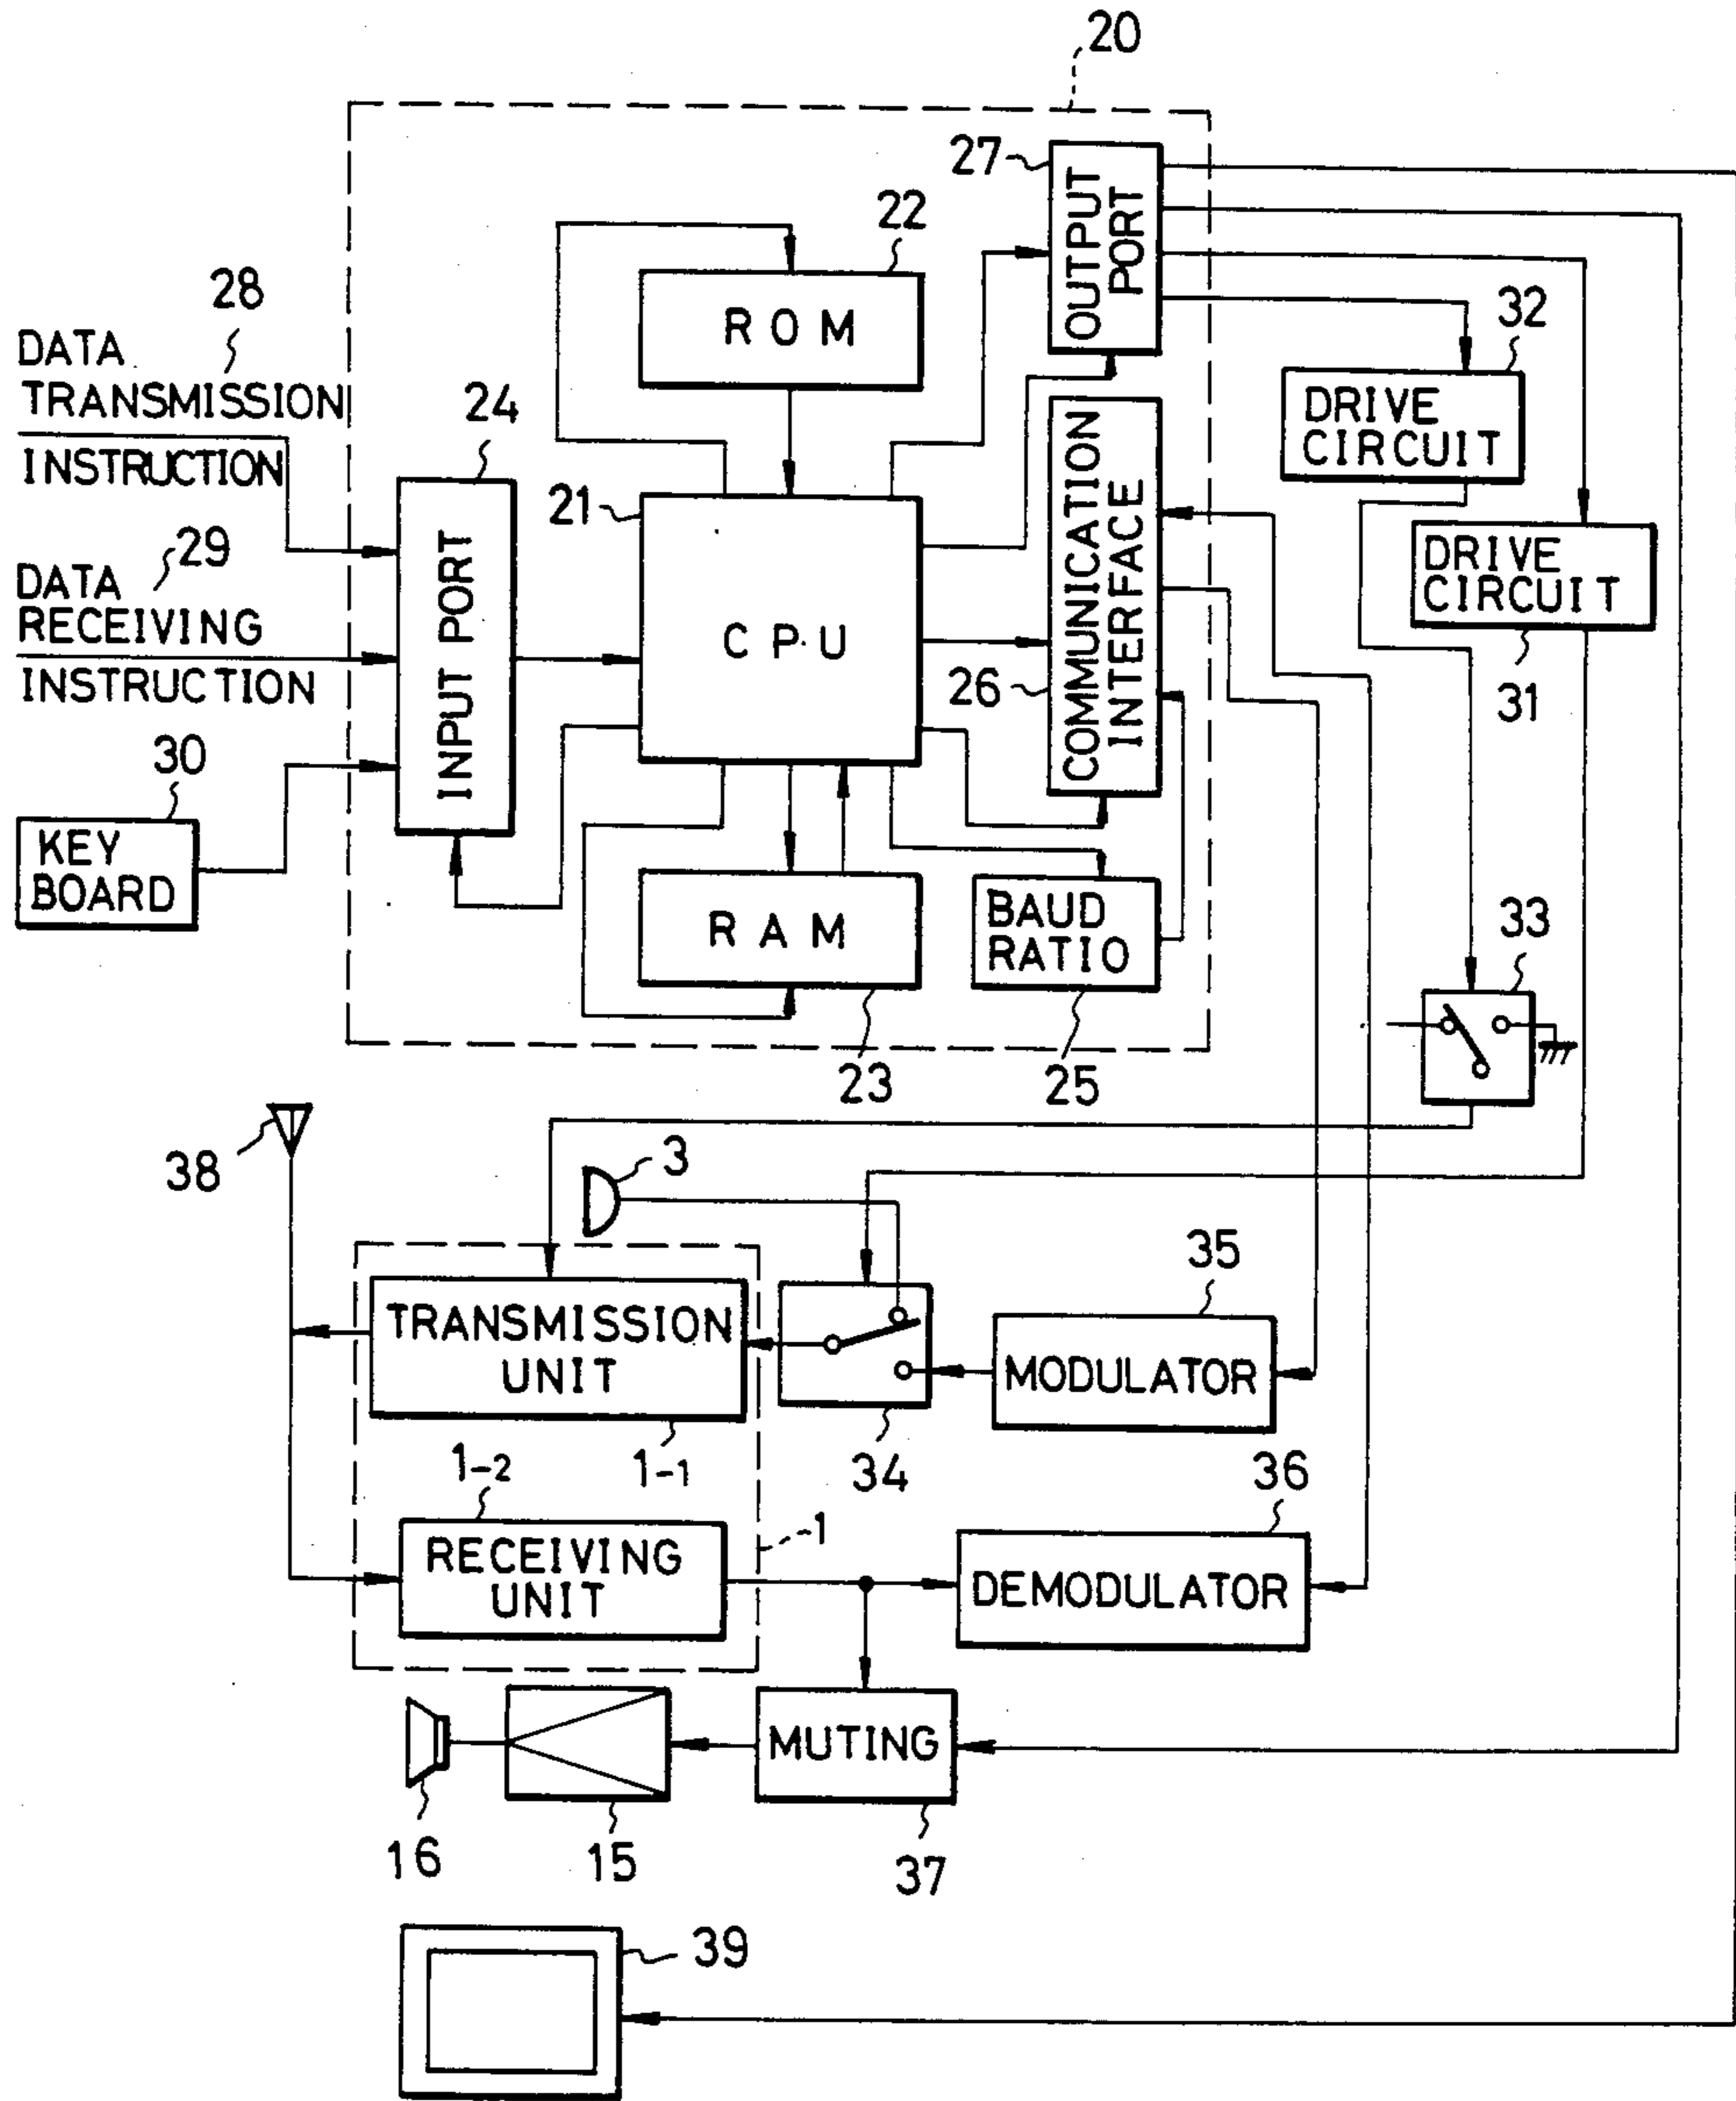 20
27
OUTPUT
PORT
22
ROM
28
DATA
TRANSMISSION
INSTRUCTION
24
INPUT PORT
21
CPU
32
DRIVE
CIRCUIT
29
DATA
RECEIVING
INSTRUCTION
COMMUNICATION
INTERFACE
26
DRIVE
CIRCUIT
31
30
KEY
BOARD
RAM
23
BAUD
RATIO
25
33
38
3
TRANSMISSION
UNIT
1-1
34
35
MODULATOR
1-2
RECEIVING
UNIT
1
36
DEMODULATOR
MUTING
37
16
15
39